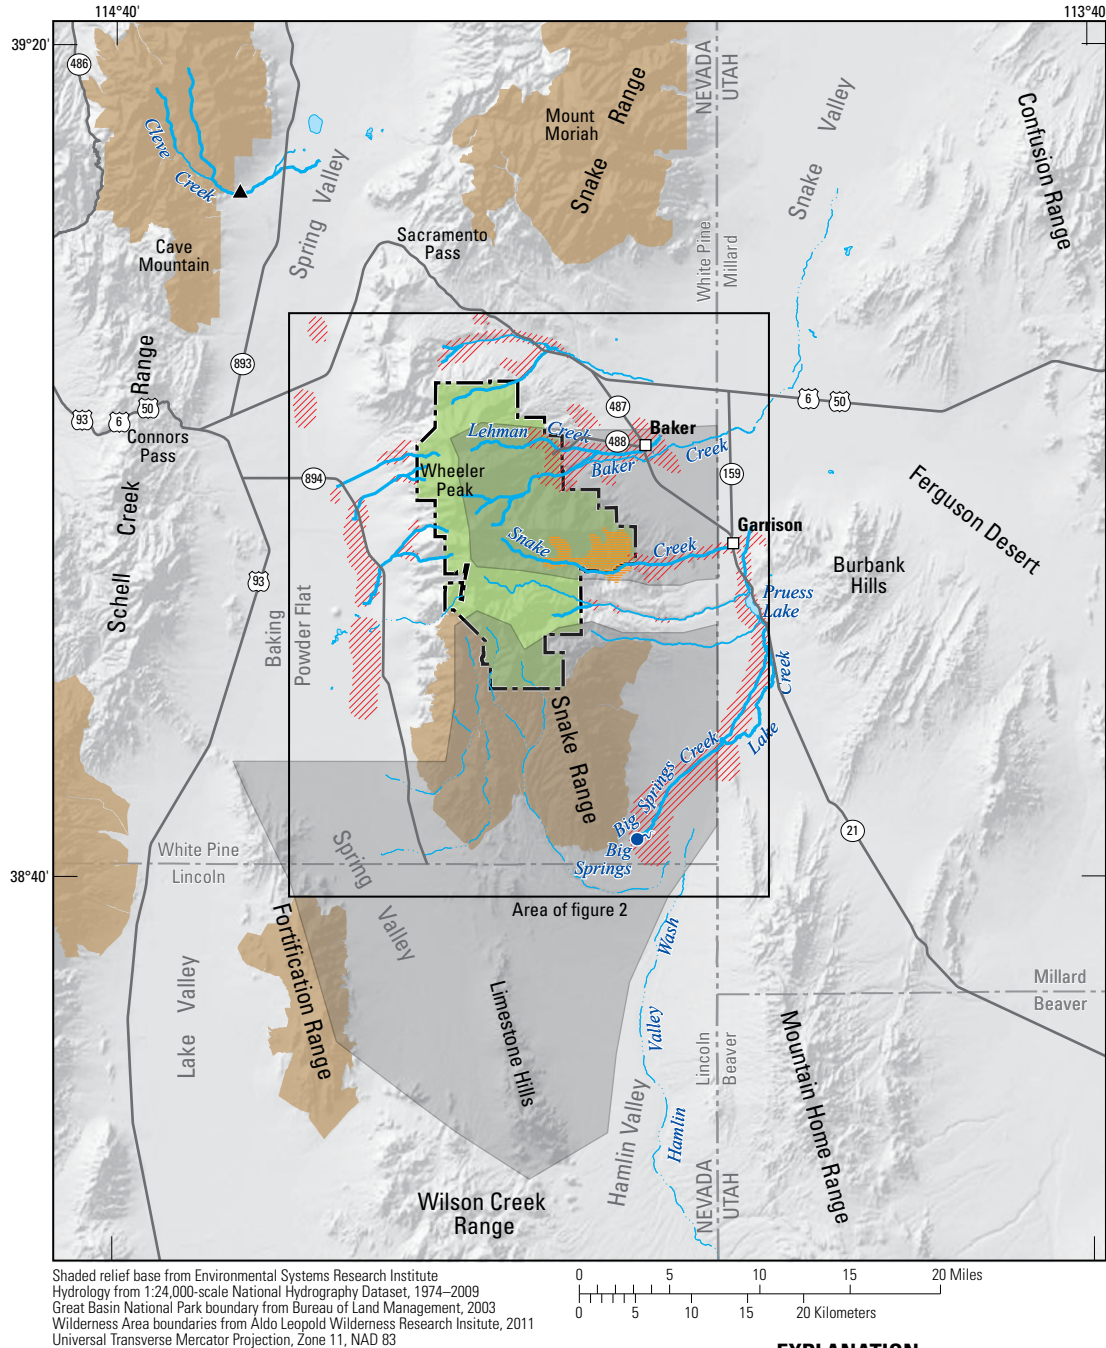 114°40'
113°40'
39°20'
486
Cleve
Creek
Cave
Mountain
Spring Valley
Mount
Moriah
Snake Range
Sacramento
Pass
NEVADA
UTAH
White Pine
Millard
Snake Valley
Confusion Range
893
93
6
50
Connors
Pass
Schell Creek Range
894
93
Baking
Powder Flat
Wheeler
Peak
Lehman Creek
487
488
Baker
Baker Creek
6
50
159
Garrison
Snake Creek
Ferguson Desert
Burbank
Hills
Pruess
Lake
Lake Creek
Snake Range
Big Springs Creek
Big
Springs
21
White Pine
Lincoln
38°40'
Spring Valley
Area of figure 2
Fortification Range
Lake Valley
Limestone Hills
Hamlin Valley Wash
Hamlin Valley
Lincoln
Beaver
Millard
Beaver
Mountain Home Range
NEVADA
UTAH
Wilson Creek
Range
Shaded relief base from Environmental Systems Research Institute
Hydrology from 1:24,000-scale National Hydrography Dataset, 1974–2009
Great Basin National Park boundary from Bureau of Land Management, 2003
Wilderness Area boundaries from Aldo Leopold Wilderness Research Insitute, 2011
Universal Transverse Mercator Projection, Zone 11, NAD 83
0 5 10 15 20 Miles
0 5 10 15 20 Kilometers
EXPLANATION